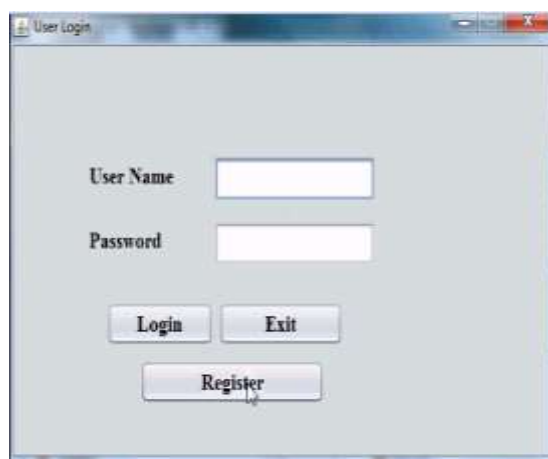 User Login
User Name
Password
Login Exit
Register